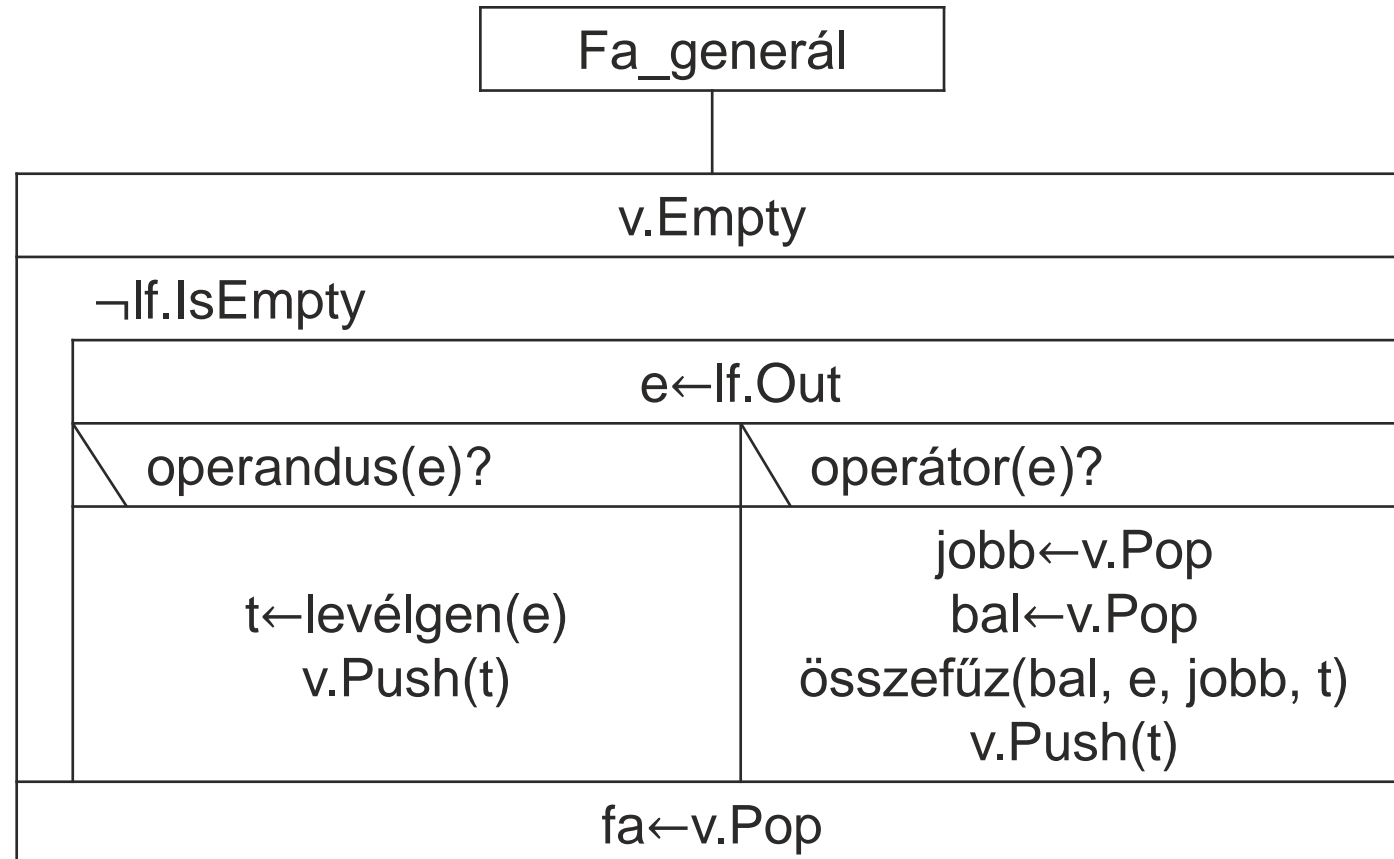 Fa_generál
v.Empty
¬lf.IsEmpty
e←lf.Out
operandus(e)?
operátor(e)?
t←levélgen(e)
v.Push(t)
jobb←v.Pop
bal←v.Pop
összefűz(bal, e, jobb, t)
v.Push(t)
fa←v.Pop